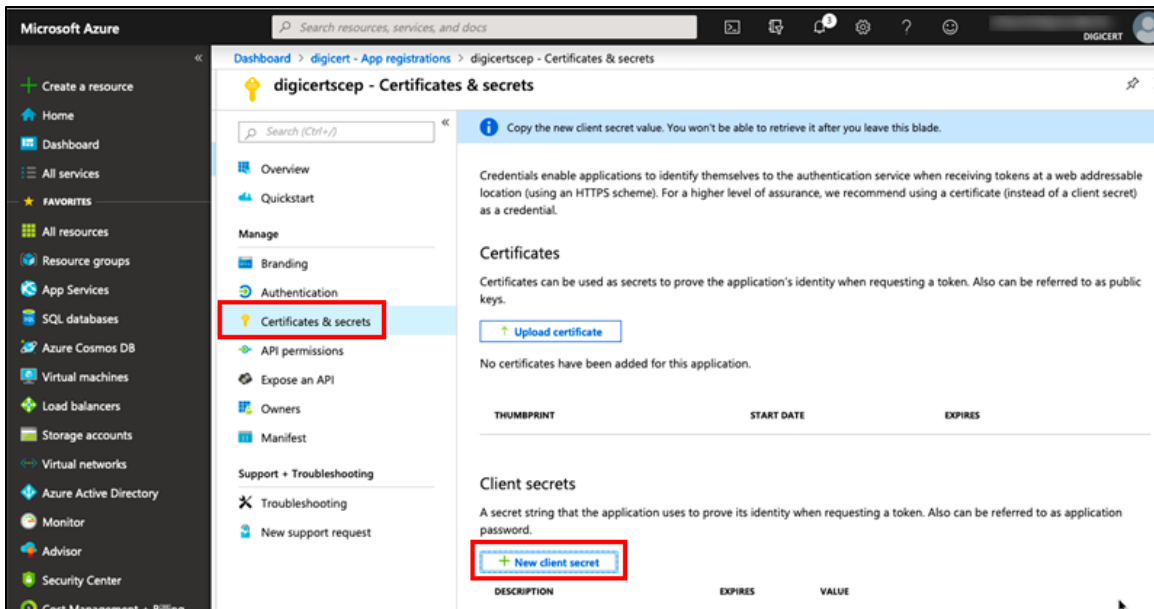 Microsoft Azure
Search resources, services, and docs
3
DIGICERT
«
Create a resource
Home
Dashboard
All services
FAVORITES
All resources
Resource groups
App Services
SQL databases
Azure Cosmos DB
Virtual machines
Load balancers
Storage accounts
Virtual networks
Azure Active Directory
Monitor
Advisor
Security Center
Cost Management + Billing
Dashboard > digicert - App registrations > digicertscep - Certificates & secrets
digicertscep - Certificates & secrets
Search (Ctrl+/)
«
Overview
Quickstart
Manage
Branding
Authentication
Certificates & secrets
API permissions
Expose an API
Owners
Manifest
Support + Troubleshooting
Troubleshooting
New support request
Copy the new client secret value. You won't be able to retrieve it after you leave this blade.
Credentials enable applications to identify themselves to the authentication service when receiving tokens at a web addressable
location (using an HTTPS scheme). For a higher level of assurance, we recommend using a certificate (instead of a client secret)
as a credential.
Certificates
Certificates can be used as secrets to prove the application's identity when requesting a token. Also can be referred to as public
keys.
Upload certificate
No certificates have been added for this application.
THUMBPRINT START DATE EXPIRES
Client secrets
A secret string that the application uses to prove its identity when requesting a token. Also can be referred to as application
password.
+ New client secret
DESCRIPTION EXPIRES VALUE